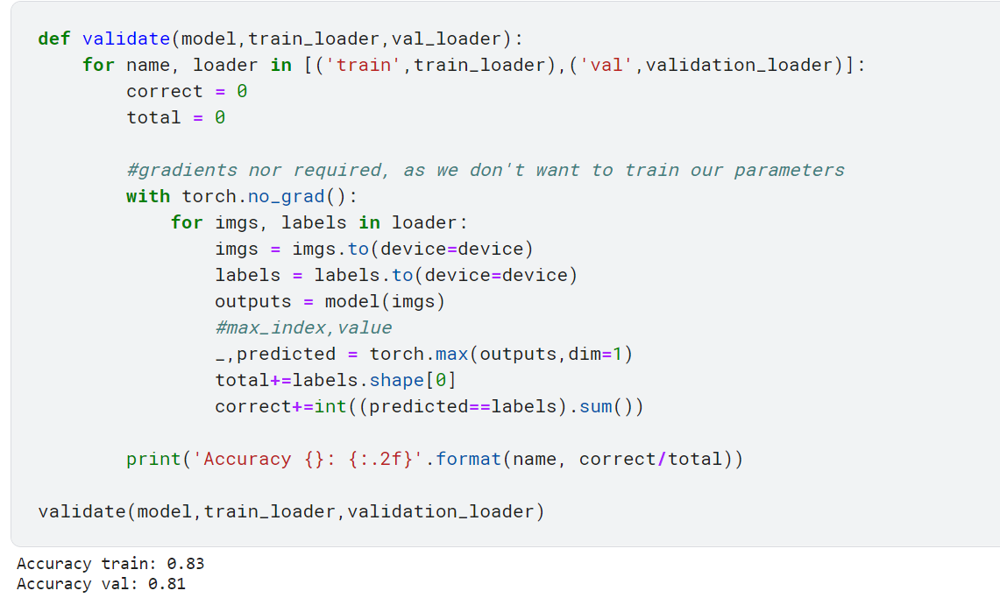 def validate(model,train_loader,val_loader):
    for name, loader in [('train',train_loader),('val',validation_loader)]:
        correct = 0
        total = 0

        #gradients nor required, as we don't want to train our parameters
        with torch.no_grad():
            for imgs, labels in loader:
                imgs = imgs.to(device=device)
                labels = labels.to(device=device)
                outputs = model(imgs)
                #max_index,value
                _,predicted = torch.max(outputs,dim=1)
                total+=labels.shape[0]
                correct+=int((predicted==labels).sum())

        print('Accuracy {}: {:.2f}'.format(name, correct/total))

validate(model,train_loader,validation_loader)
Accuracy train: 0.83
Accuracy val: 0.81